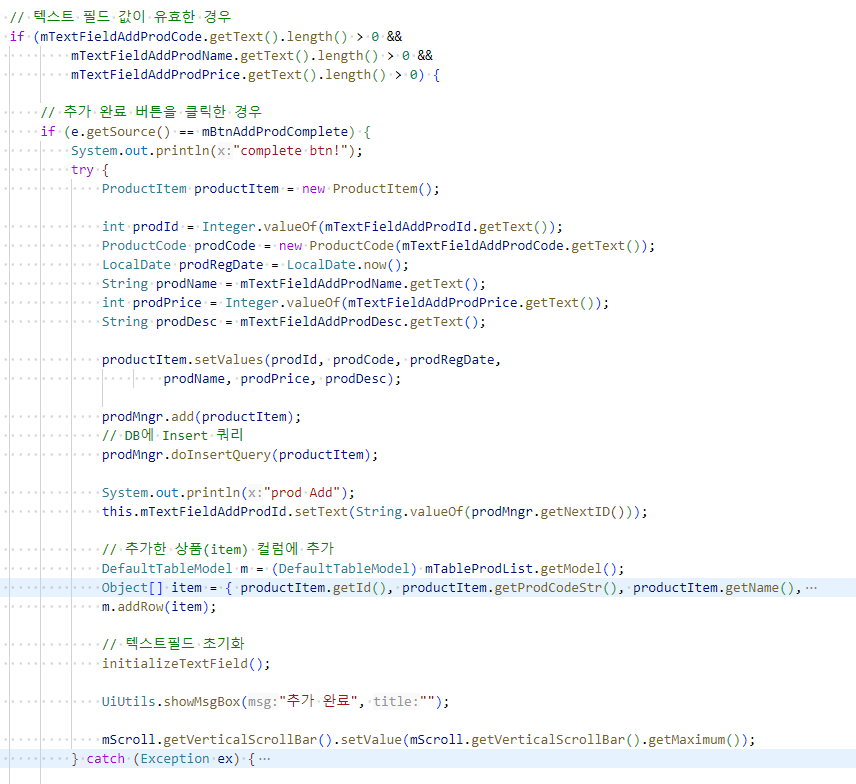 // 텍스트 필드 값이 유효한 경우
if (mTextFieldAddProdCode.getText().length() > 0 &&
mTextFieldAddProdName.getText().length() > 0 &&
mTextFieldAddProdPrice.getText().length() > 0) {
// 추가 완료 버튼을 클릭한 경우
if (e.getSource() == mBtnAddProdComplete) {
System.out.println(x:"complete btn!");
try {
ProductItem productItem = new ProductItem();
int prodId = Integer.valueOf(mTextFieldAddProdId.getText());
ProductCode prodCode = new ProductCode(mTextFieldAddProdCode.getText());
LocalDate prodRegDate = LocalDate.now();
String prodName = mTextFieldAddProdName.getText();
int prodPrice = Integer.valueOf(mTextFieldAddProdPrice.getText());
String prodDesc = mTextFieldAddProdDesc.getText();
productItem.setValues(prodId, prodCode, prodRegDate,
prodName, prodPrice, prodDesc);
prodMngr.add(productItem);
// DB에 Insert 쿼리
prodMngr.doInsertQuery(productItem);
System.out.println(x:"prod Add");
this.mTextFieldAddProdId.setText(String.valueOf(prodMngr.getNextID()));
// 추가한 상품(item) 컬럼에 추가
DefaultTableModel m = (DefaultTableModel) mTableProdList.getModel();
Object[] item = { productItem.getId(), productItem.getProdCodeStr(), productItem.getName(), ⋯
m.addRow(item);
// 텍스트필드 초기화
initializeTextField();
UiUtils.showMsgBox(msg:"추가 완료", title:"");
mScroll.getVerticalScrollBar().setValue(mScroll.getVerticalScrollBar().getMaximum());
} catch (Exception ex) { ⋯